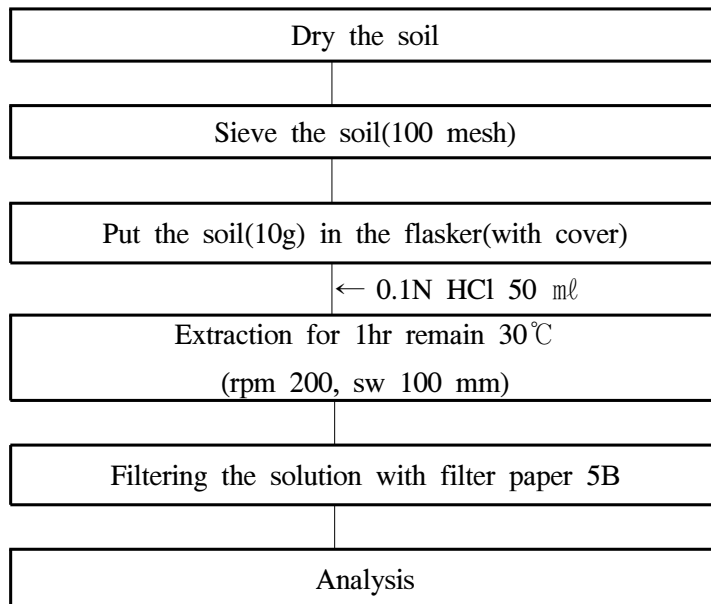 Dry the soil
Sieve the soil(100 mesh)
Put the soil(10g) in the flasker(with cover)
← 0.1N HCl 50 ㎖
Extraction for 1hr remain 30℃
(rpm 200, sw 100 mm)
Filtering the solution with filter paper 5B
Analysis